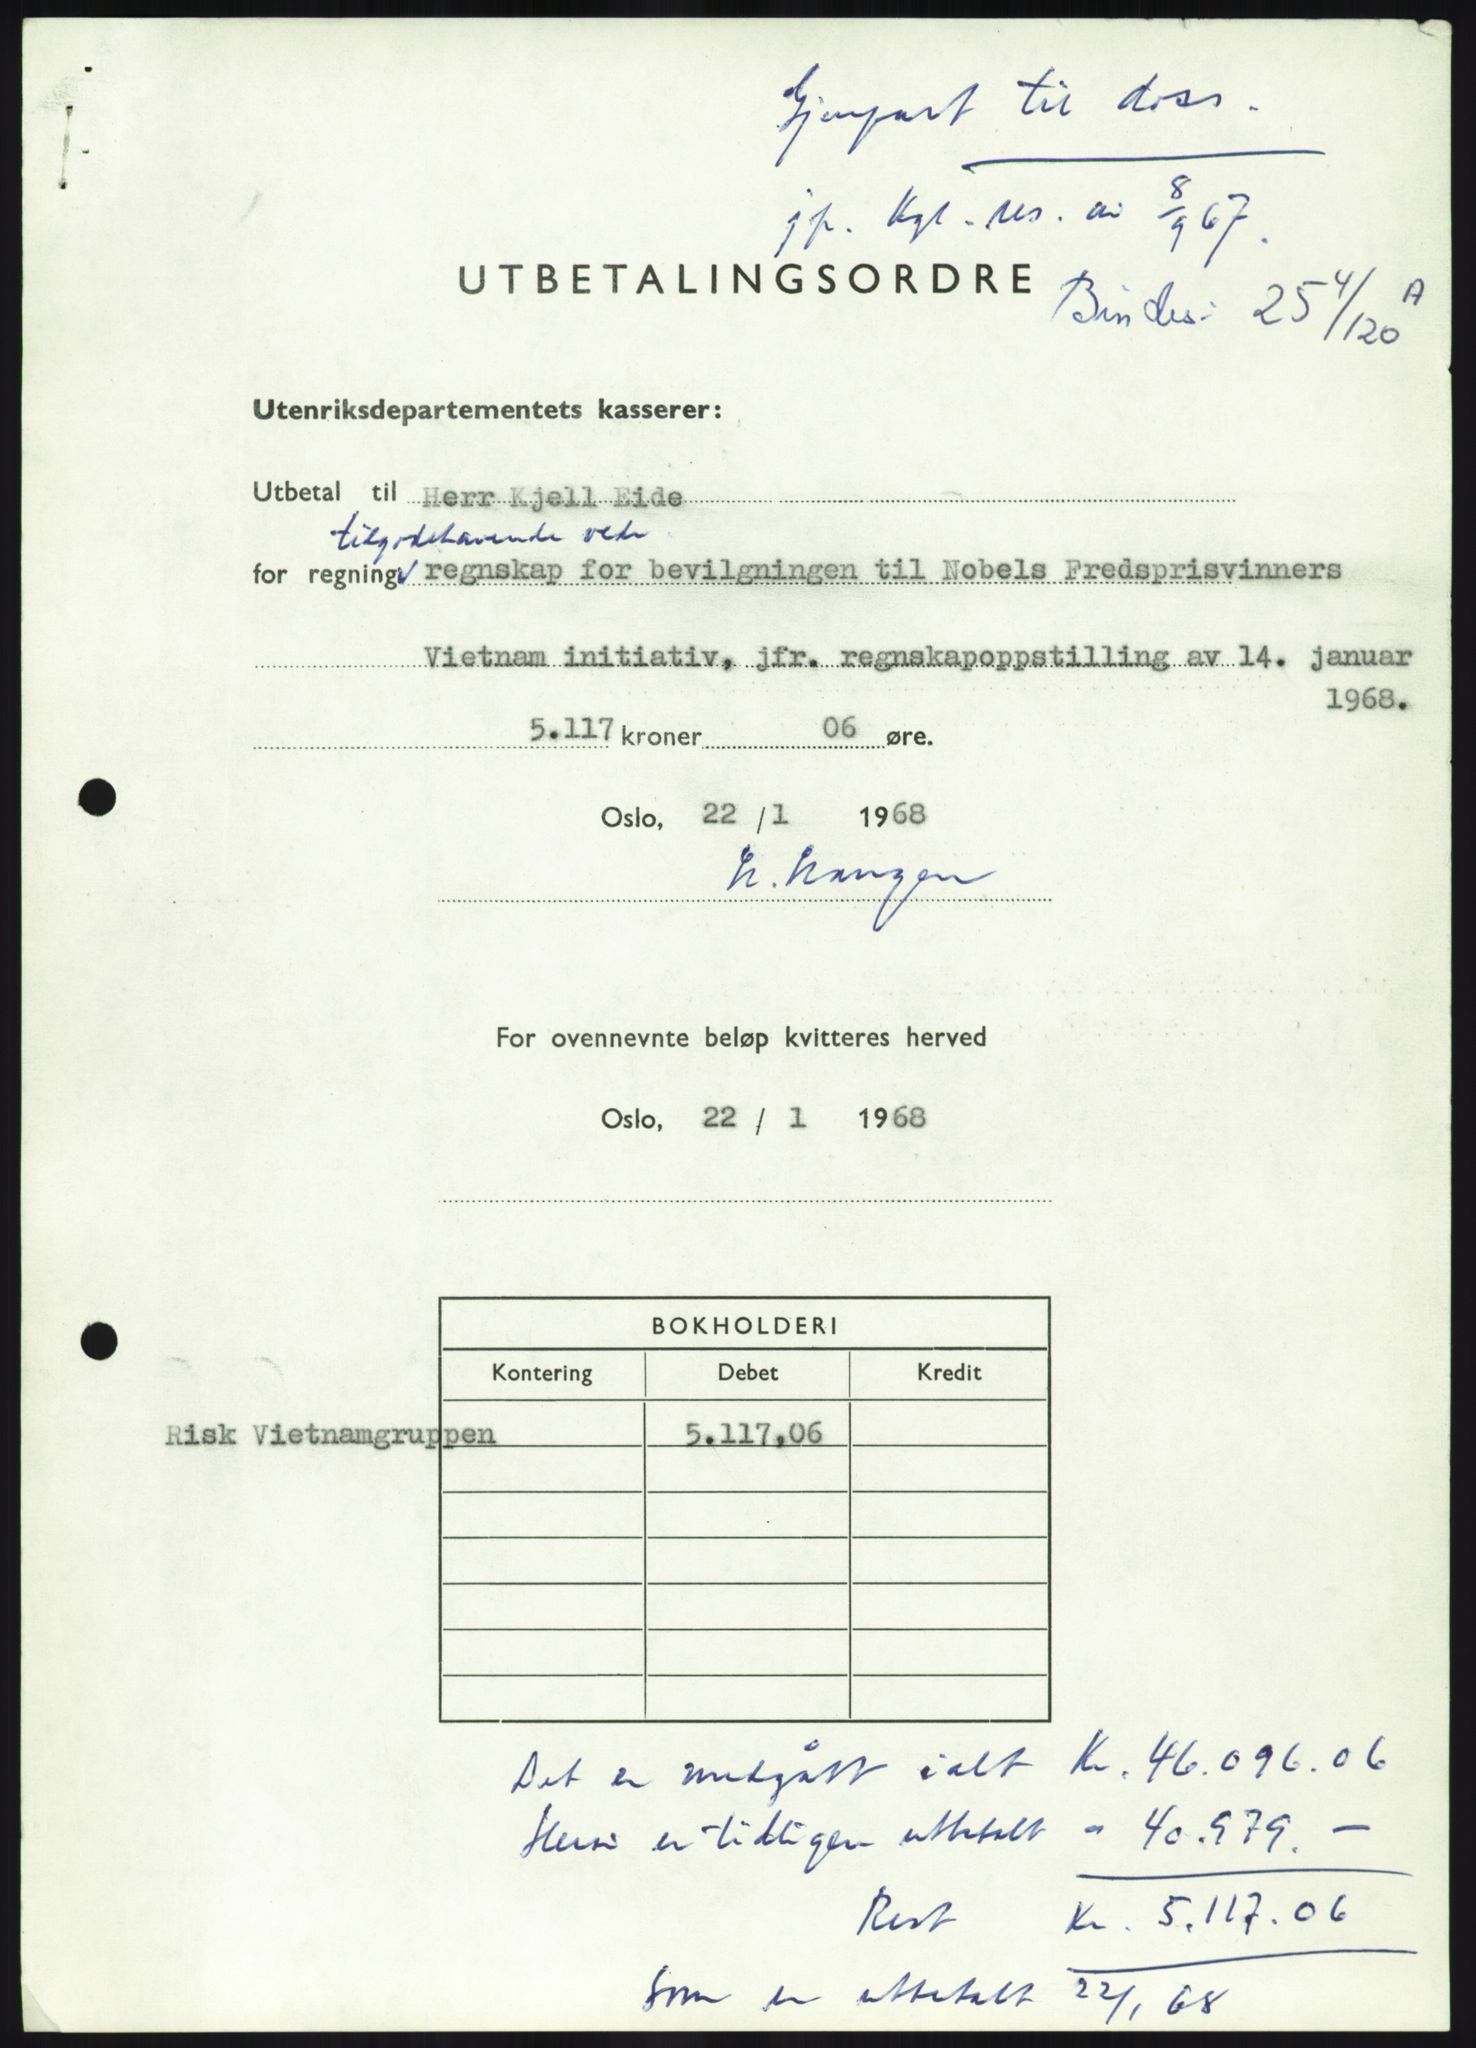 Gjenpart til doss.
jfr. Kgl. res. av 8/9 67.
UTBETALINGSORDRE
Bindes: 25 4/120 A
Utenriksdepartementets kasserer:
Utbetal til Herr Kjell Eide
tilgodehavende vedr.
for regning regnskap for bevilgningen til Nobels Fredsprisvinners
Vietnam initiativ, jfr. regnskapoppstilling av 14. januar
1968.
5.117 kroner 06 øre.
Oslo, 22 / 1 1968
For ovennevnte beløp kvitteres herved
Oslo, 22 / 1 1968
BOKHOLDERI
Kontering Debet Kredit
Risk Vietnamgruppen 5.117,06
Det er medgått ialt Kr. 46.096.06
Herav er tidligere utbetalt " 40.979. —
Rest Kr. 5.117.06
som er utbetalt 22/1 68